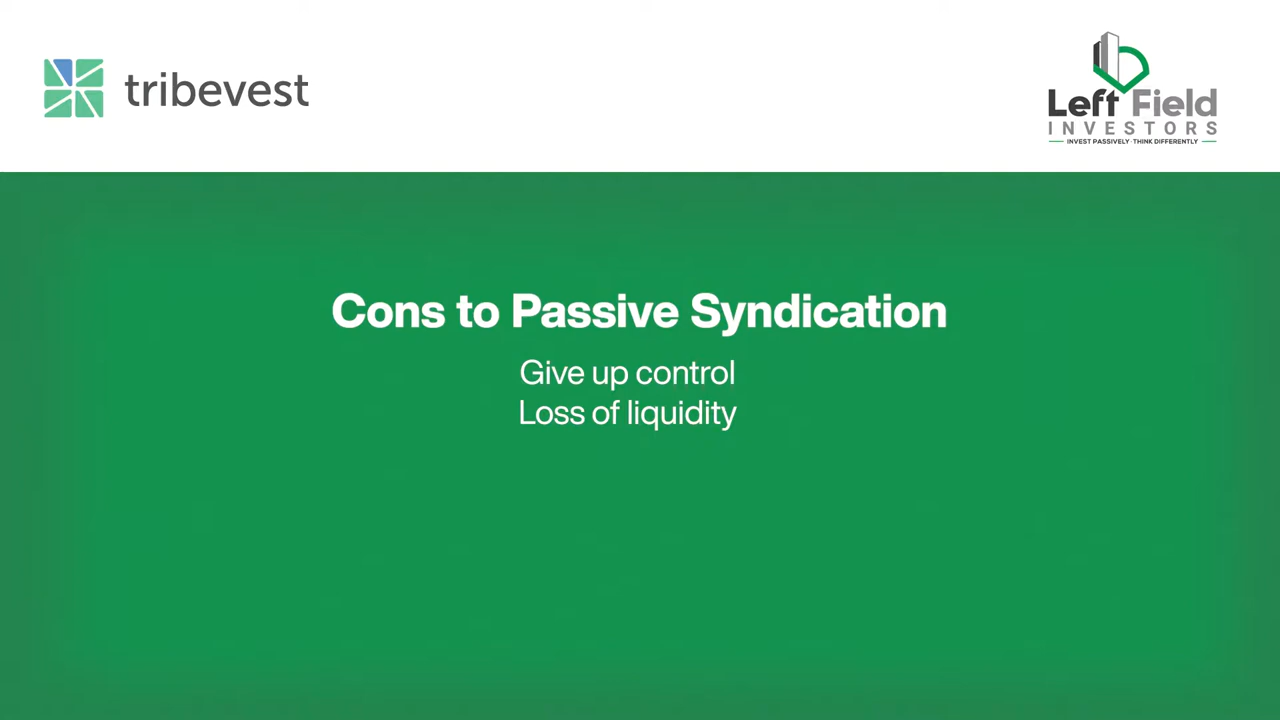 tribevest
Left Field
INVESTORS
INVEST PASSIVELY · THINK DIFFERENTLY
Cons to Passive Syndication
Give up control
Loss of liquidity